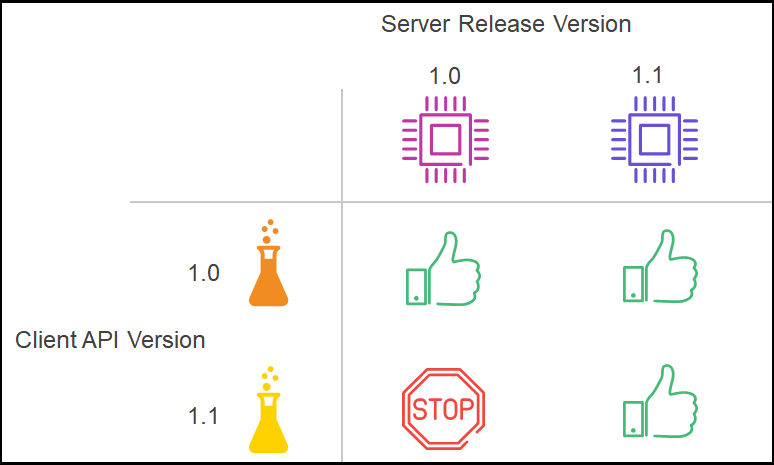 Server Release Version
1.0 1.1
1.0
Client API Version
STOP
1.1